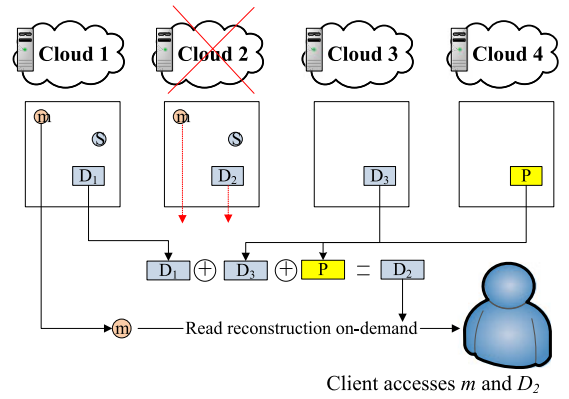 Cloud 1 Cloud 2 Cloud 3 Cloud 4
m m
S S
D₁ D₂ D₃ P
D₁ + D₃ + P = D₂
m Read reconstruction on-demand
Client accesses m and D₂